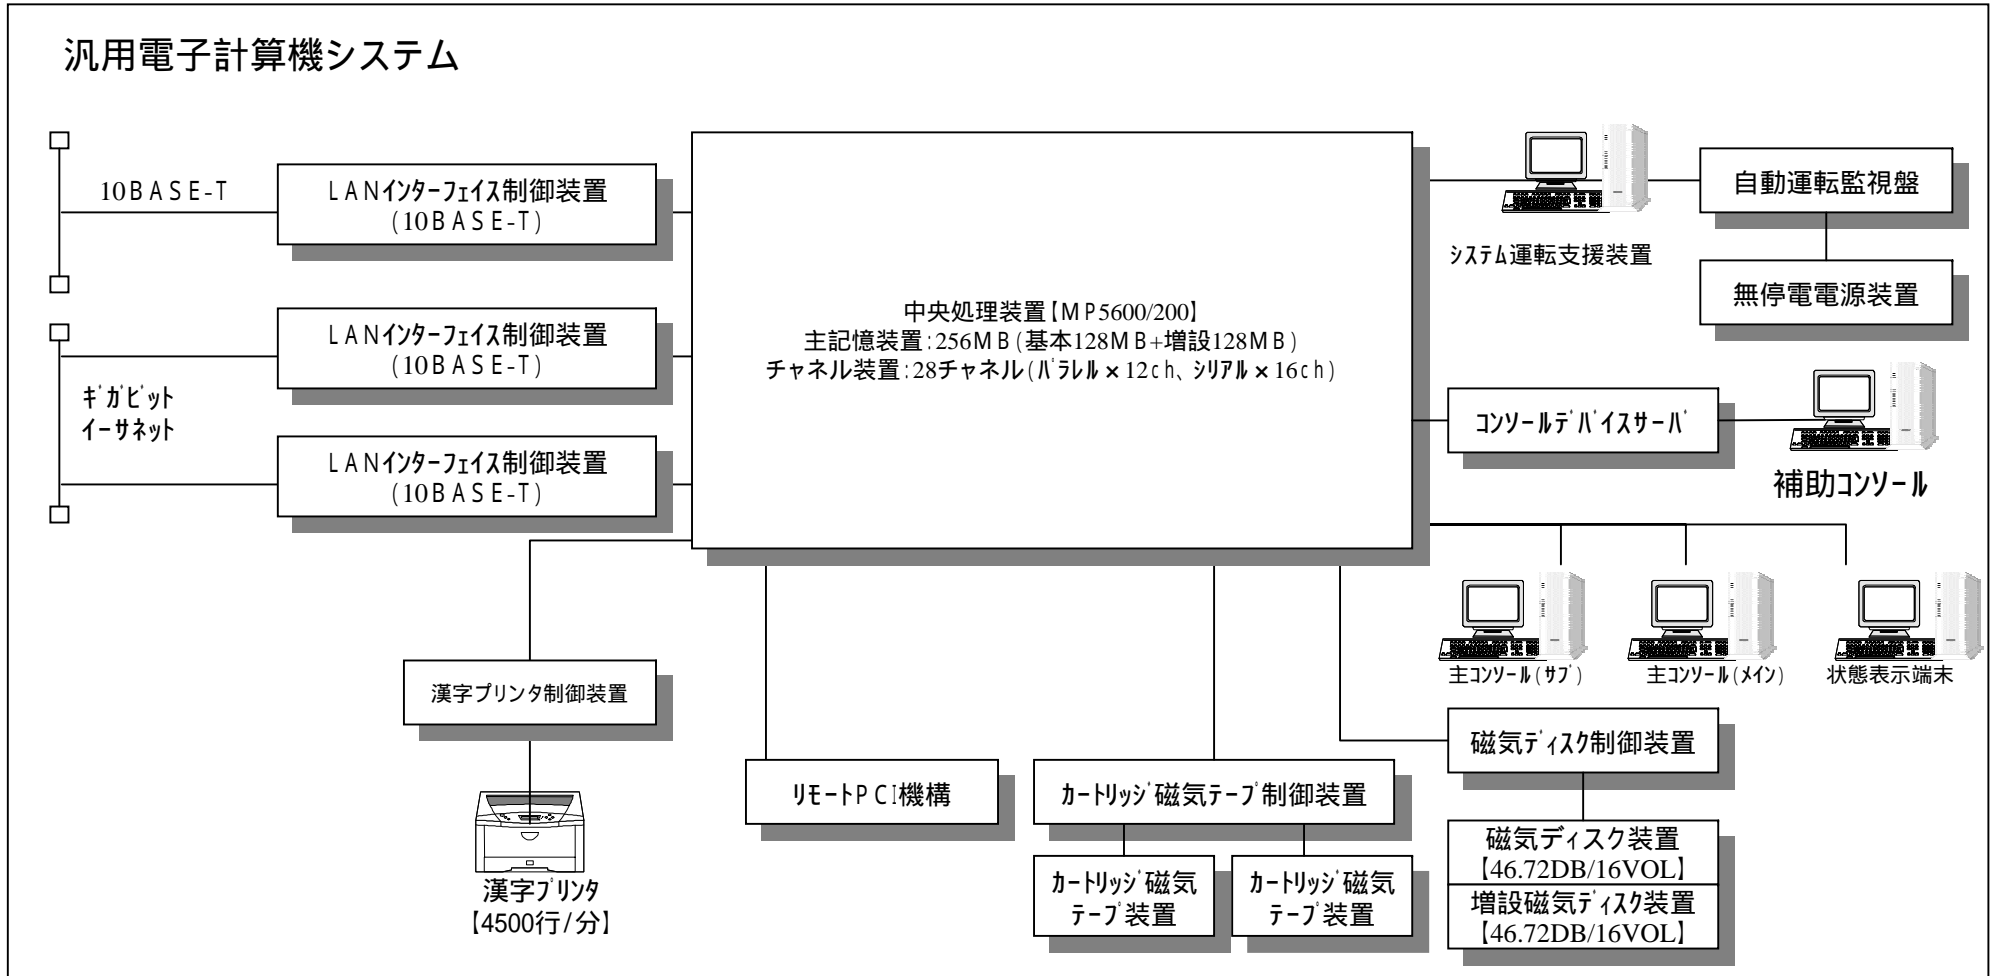 汎用電子計算機システム
10BASE-T
LANインターフェイス制御装置
(10BASE-T)
LANインターフェイス制御装置
(10BASE-T)
ギガビット
イーサネット
LANインターフェイス制御装置
(10BASE-T)
中央処理装置【MP5600/200】
主記憶装置:256MB(基本128MB+増設128MB)
チャネル装置:28チャネル(パラレル×12ch、シリアル×16ch)
システム運転支援装置
自動運転監視盤
無停電電源装置
コンソールデバイスサーバ
補助コンソール
主コンソール(サブ)
主コンソール(メイン)
状態表示端末
漢字プリンタ制御装置
漢字プリンタ
【4500行/分】
リモートPCI機構
カートリッジ磁気テープ制御装置
カートリッジ磁気
テープ装置
カートリッジ磁気
テープ装置
磁気ディスク制御装置
磁気ディスク装置
【46.72DB/16VOL】
増設磁気ディスク装置
【46.72DB/16VOL】